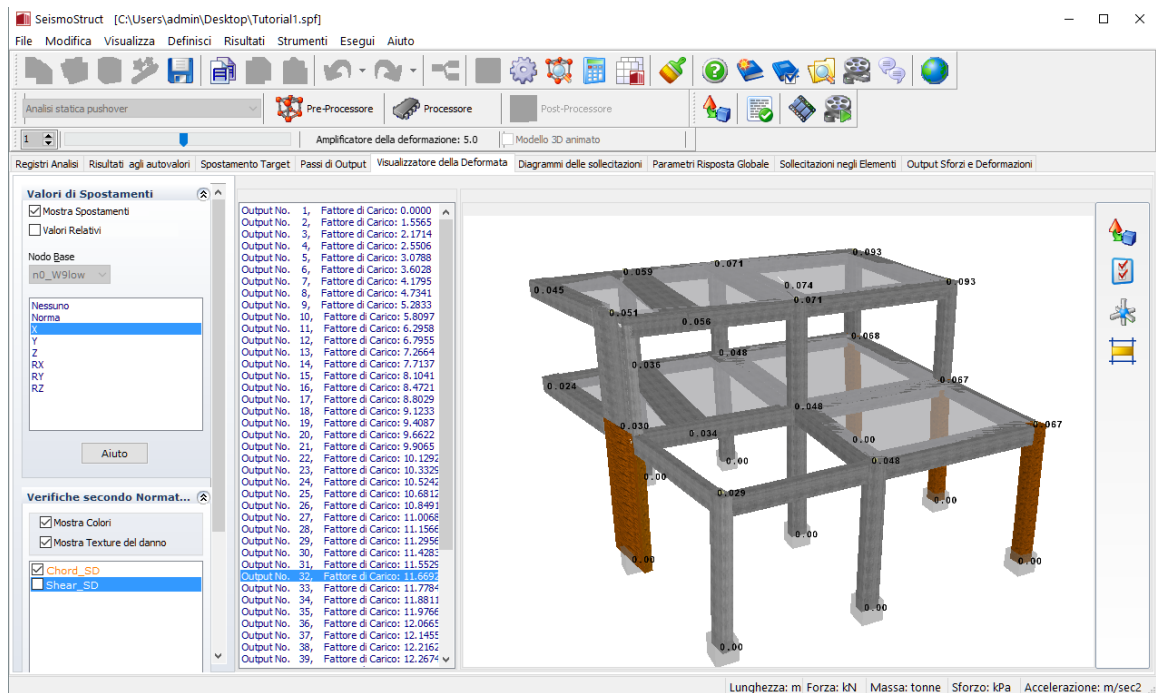 SeismoStruct [C:\Users\admin\Desktop\Tutorial1.spf]
File Modifica Visualizza Definisci Risultati Strumenti Esegui Aiuto
Analisi statica pushover
Pre-Processore
Processore
Post-Processore
1
Amplificatore della deformazione: 5.0
Modello 3D animato
Registri Analisi
Risultati agli autovalori
Spostamento Target
Passi di Output
Visualizzatore della Deformata
Diagrammi delle sollecitazioni
Parametri Risposta Globale
Sollecitazioni negli Elementi
Output Sforzi e Deformazioni
Valori di Spostamenti
Mostra Spostamenti
Valori Relativi
Nodo Base
n0_W9low
Nessuno
Norma
X
Y
Z
RX
RY
RZ
Aiuto
Verifiche secondo Normat...
Mostra Colori
Mostra Texture del danno
Chord_SD
Shear_SD
Output No. 1, Fattore di Carico: 0.0000
Output No. 2, Fattore di Carico: 1.5565
Output No. 3, Fattore di Carico: 2.1714
Output No. 4, Fattore di Carico: 2.5506
Output No. 5, Fattore di Carico: 3.0788
Output No. 6, Fattore di Carico: 3.6028
Output No. 7, Fattore di Carico: 4.1795
Output No. 8, Fattore di Carico: 4.7341
Output No. 9, Fattore di Carico: 5.2833
Output No. 10, Fattore di Carico: 5.8097
Output No. 11, Fattore di Carico: 6.2958
Output No. 12, Fattore di Carico: 6.7955
Output No. 13, Fattore di Carico: 7.2664
Output No. 14, Fattore di Carico: 7.7137
Output No. 15, Fattore di Carico: 8.1041
Output No. 16, Fattore di Carico: 8.4721
Output No. 17, Fattore di Carico: 8.8029
Output No. 18, Fattore di Carico: 9.1233
Output No. 19, Fattore di Carico: 9.4087
Output No. 20, Fattore di Carico: 9.6622
Output No. 21, Fattore di Carico: 9.9065
Output No. 22, Fattore di Carico: 10.1292
Output No. 23, Fattore di Carico: 10.3329
Output No. 24, Fattore di Carico: 10.5242
Output No. 25, Fattore di Carico: 10.6812
Output No. 26, Fattore di Carico: 10.8491
Output No. 27, Fattore di Carico: 11.0068
Output No. 28, Fattore di Carico: 11.1566
Output No. 29, Fattore di Carico: 11.2956
Output No. 30, Fattore di Carico: 11.4283
Output No. 31, Fattore di Carico: 11.5529
Output No. 32, Fattore di Carico: 11.6692
Output No. 33, Fattore di Carico: 11.7784
Output No. 34, Fattore di Carico: 11.8811
Output No. 35, Fattore di Carico: 11.9766
Output No. 36, Fattore di Carico: 12.0665
Output No. 37, Fattore di Carico: 12.1455
Output No. 38, Fattore di Carico: 12.2162
Output No. 39, Fattore di Carico: 12.2674
0.093
0.071
0.059
0.093
0.074
0.045
0.071
0.051
0.056
0.068
0.048
0.036
0.067
0.024
0.048
0.030
0.067
0.034
0.00
0.00
0.048
0.00
0.029
0.00
0.00
0.00
0.00
0.00
0.00
Lunghezza: m
Forza: kN
Massa: tonne
Sforzo: kPa
Accelerazione: m/sec2